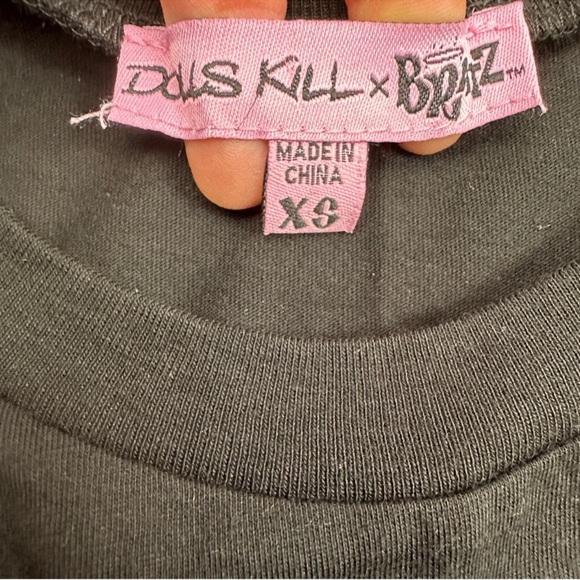 DOLLS KILL × BRATZ™
MADE IN
CHINA
XS